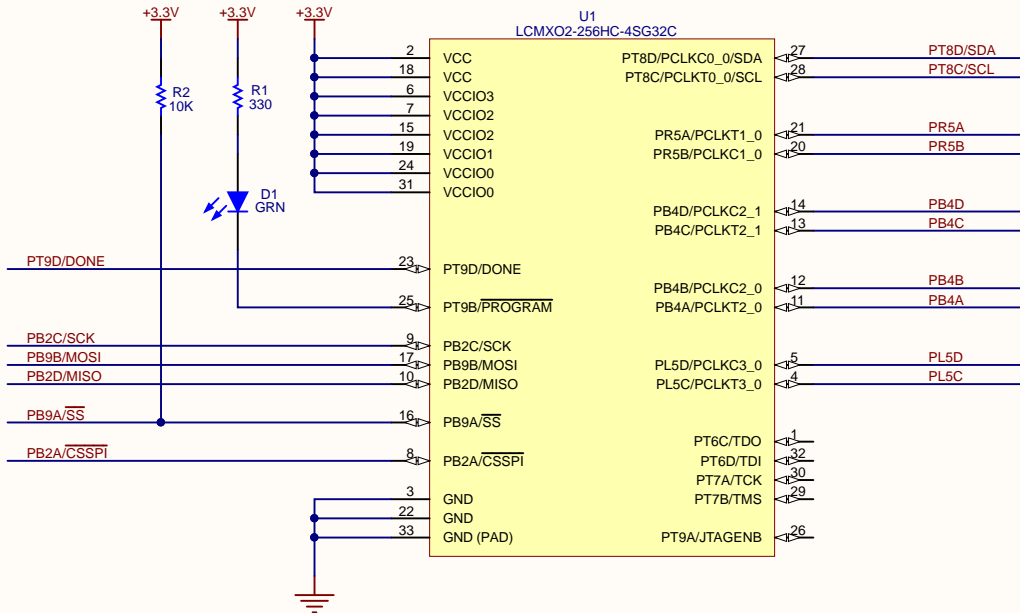 +3.3V +3.3V +3.3V
U1
LCMXO2-256HC-4SG32C
R2
10K
R1
330
D1
GRN
2 VCC
18 VCC
6 VCCIO3
7 VCCIO2
15 VCCIO2
19 VCCIO1
24 VCCIO0
31 VCCIO0
PT9D/DONE 23 PT9D/DONE
25 PT9B/PROGRAM
PB2C/SCK 9 PB2C/SCK
PB9B/MOSI 17 PB9B/MOSI
PB2D/MISO 10 PB2D/MISO
PB9A/SS 16 PB9A/SS
PB2A/CSSPI 8 PB2A/CSSPI
3 GND
22 GND
33 GND (PAD)
PT8D/PCLKC0_0/SDA 27 PT8D/SDA
PT8C/PCLKT0_0/SCL 28 PT8C/SCL
PR5A/PCLKT1_0 21 PR5A
PR5B/PCLKC1_0 20 PR5B
PB4D/PCLKC2_1 14 PB4D
PB4C/PCLKT2_1 13 PB4C
PB4B/PCLKC2_0 12 PB4B
PB4A/PCLKT2_0 11 PB4A
PL5D/PCLKC3_0 5 PL5D
PL5C/PCLKT3_0 4 PL5C
PT6C/TDO 1
PT6D/TDI 32
PT7A/TCK 30
PT7B/TMS 29
PT9A/JTAGENB 26